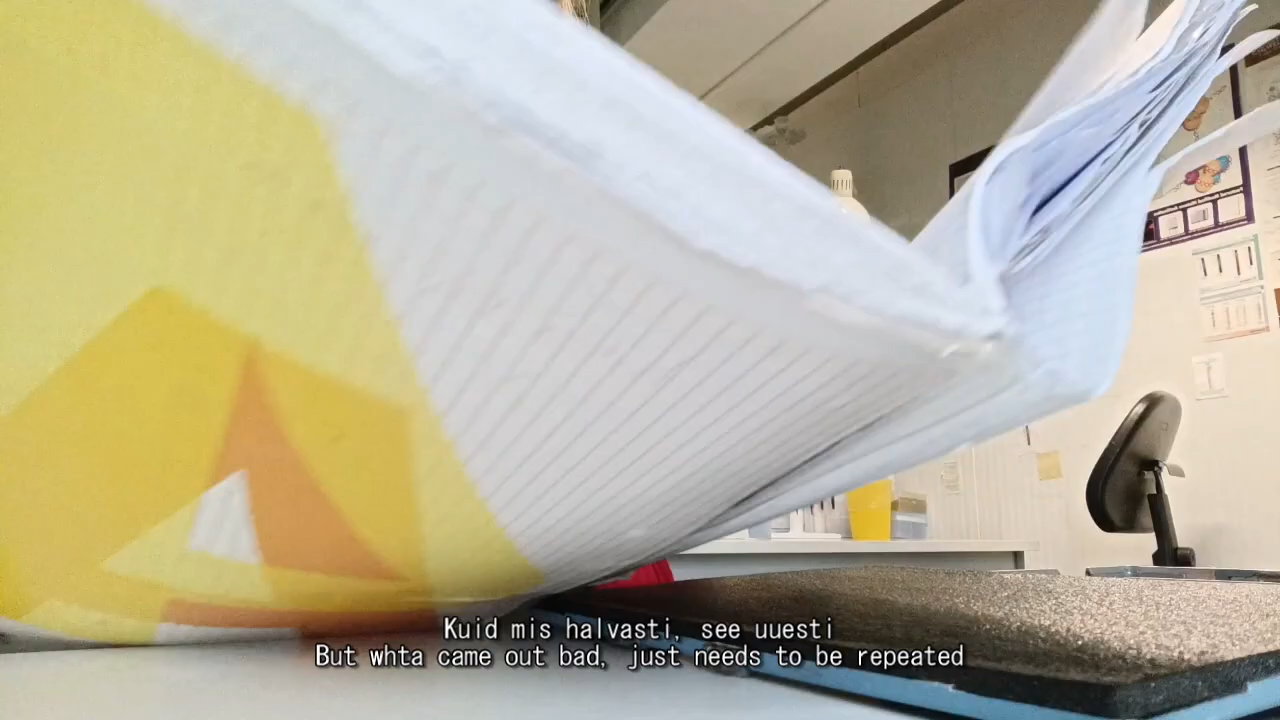 Kuid mis halvasti, see uuesti
But whta came out bad, just needs to be repeated